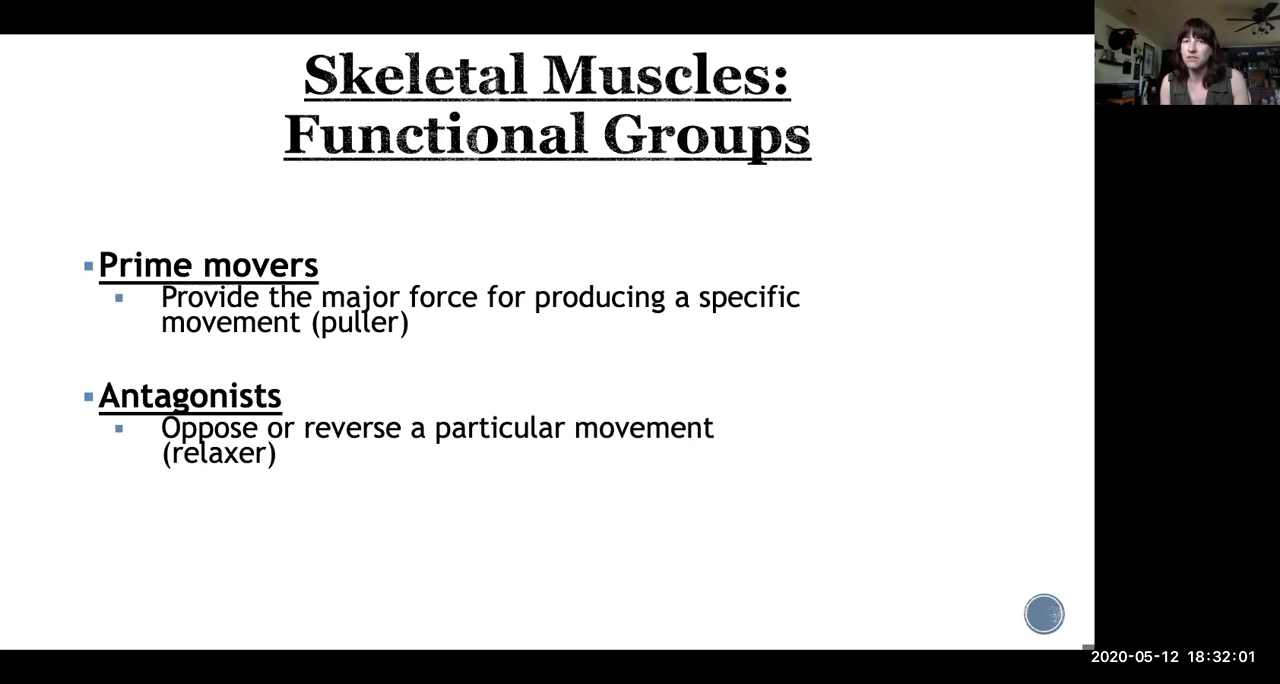 Skeletal Muscles:
Functional Groups
Prime movers
Provide the major force for producing a specific
movement (puller)
Antagonists
Oppose or reverse a particular movement
(relaxer)
2020-05-12 18:32:01